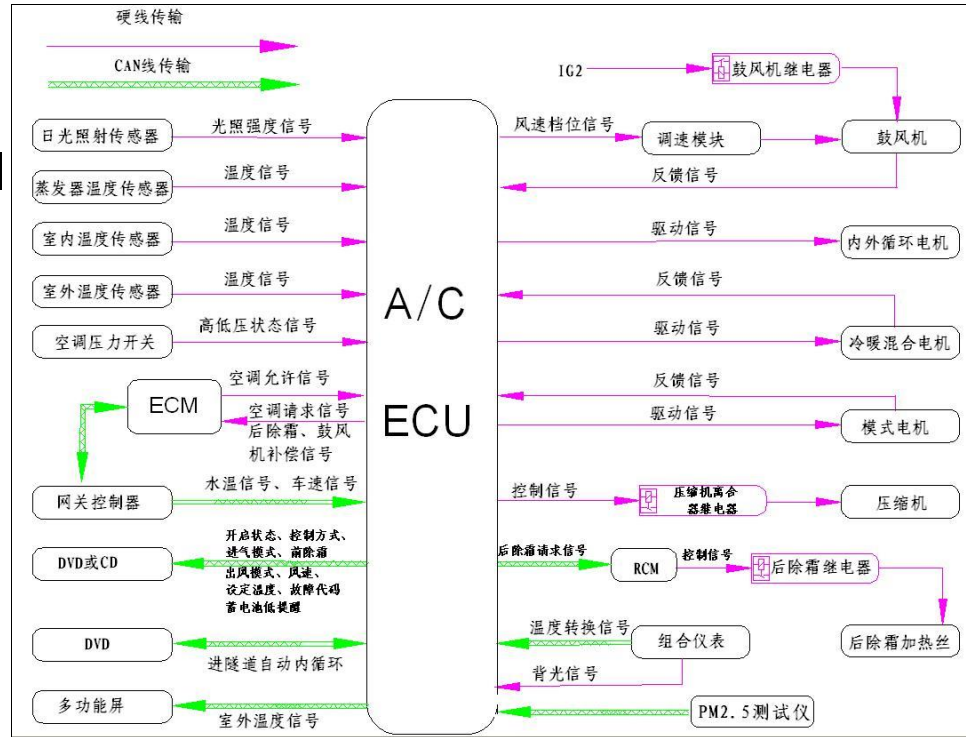 硬线传输
CAN线传输
日光照射传感器
光照强度信号
蒸发器温度传感器
温度信号
室内温度传感器
温度信号
室外温度传感器
温度信号
空调压力开关
高低压状态信号
ECM
空调允许信号
空调请求信号
后除霜、鼓风
机补偿信号
网关控制器
水温信号、车速信号
DVD或CD
开启状态、控制方式、
进气模式、前除霜
出风模式、风速、
设定温度、故障代码
蓄电池低提醒
DVD
进隧道自动内循环
多功能屏
室外温度信号
A/C
ECU
IG2
鼓风机继电器
风速档位信号
调速模块
鼓风机
反馈信号
驱动信号
内外循环电机
反馈信号
驱动信号
冷暖混合电机
反馈信号
驱动信号
模式电机
控制信号
压缩机离合
器继电器
压缩机
后除霜请求信号
RCM
控制信号
后除霜继电器
后除霜加热丝
温度转换信号
组合仪表
背光信号
PM2.5测试仪